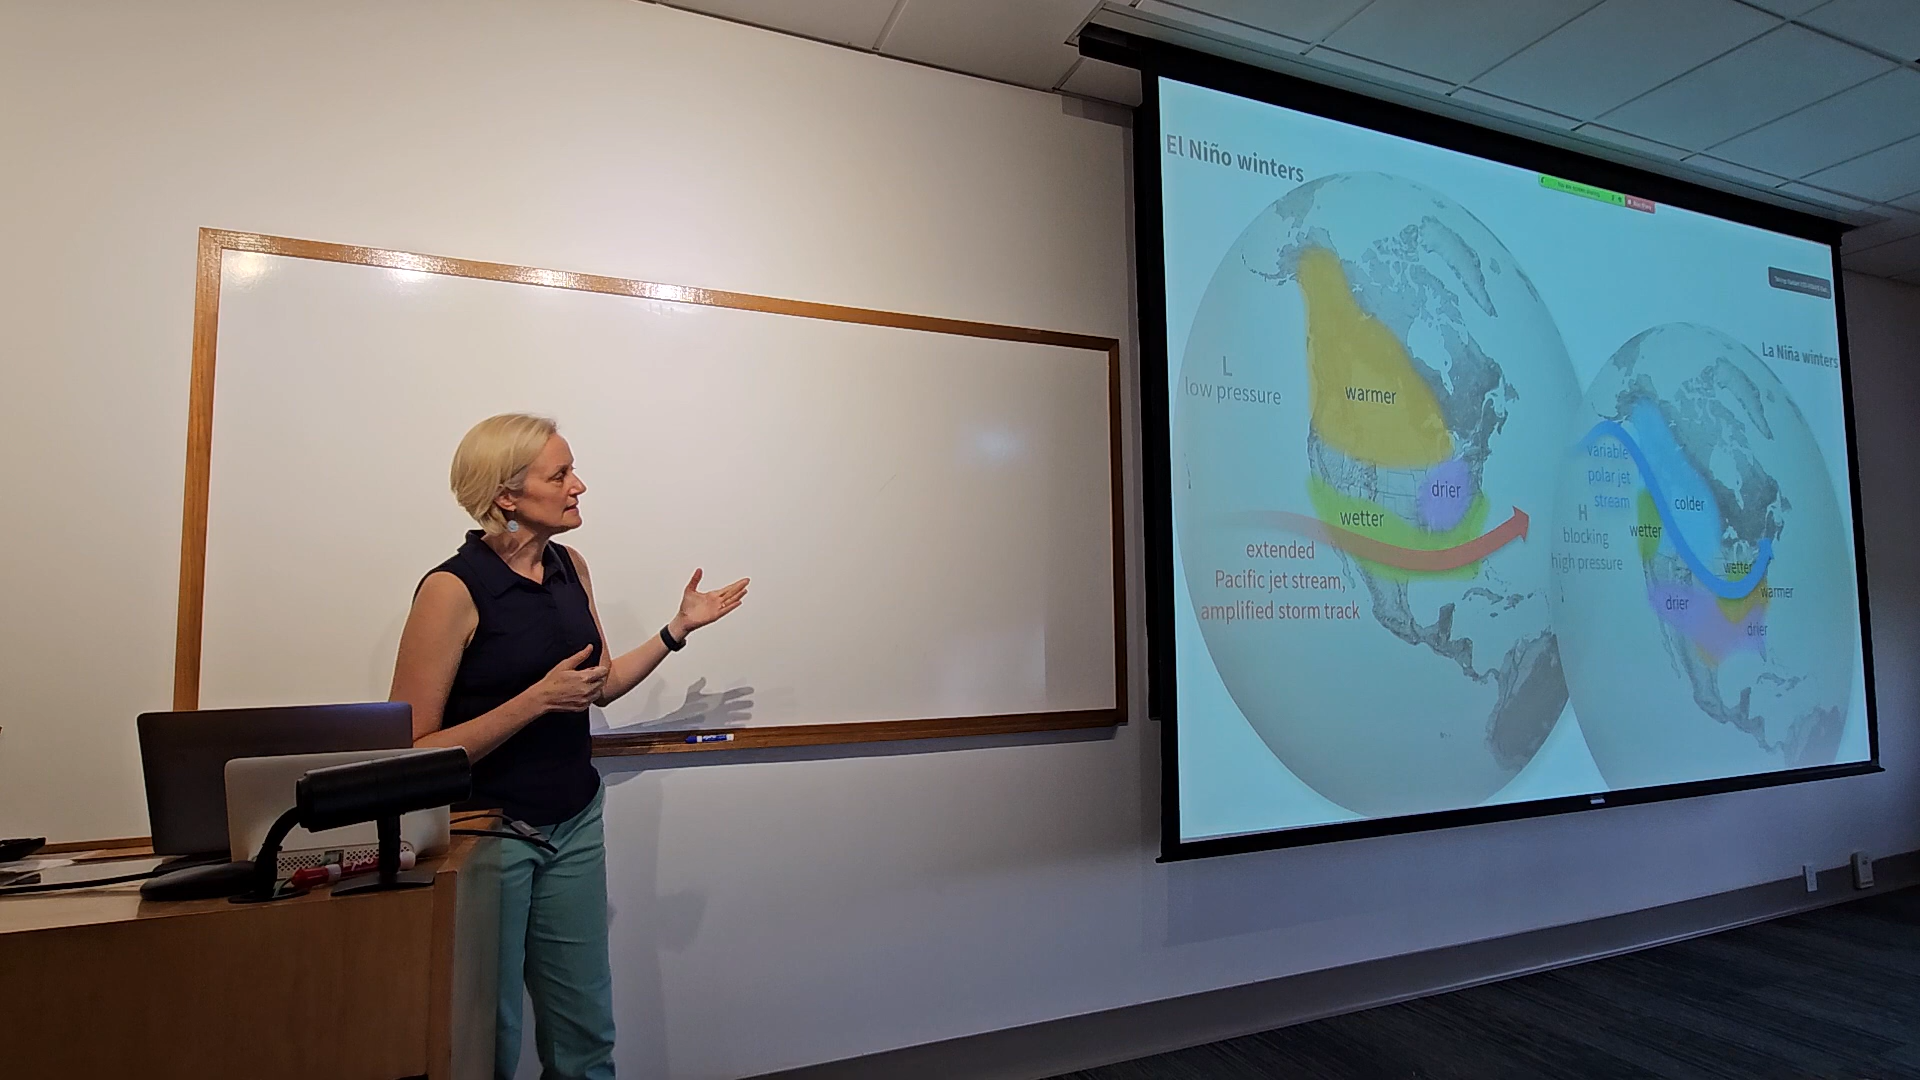 El Niño winters
L
low pressure
warmer
drier
wetter
extended
Pacific jet stream,
amplified storm track
La Niña winters
variable
polar jet
stream
H
blocking
high pressure
colder
wetter
wetter
warmer
drier
drier